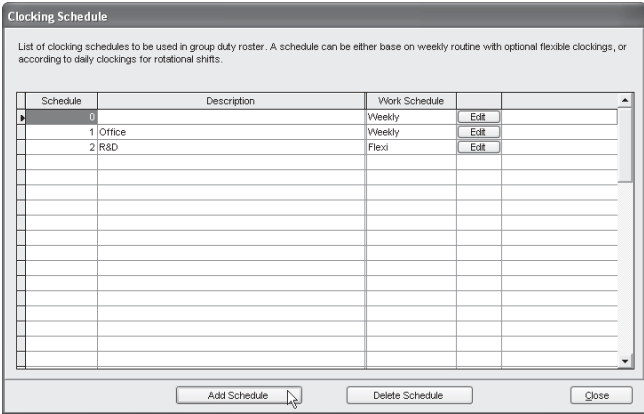 Clocking Schedule
List of clocking schedules to be used in group duty roster. A schedule can be either base on weekly routine with optional flexible clockings, or
according to daily clockings for rotational shifts.
Schedule Description Work Schedule
0 Weekly Edit
1 Office Weekly Edit
2 R&D Flexi Edit
Add Schedule Delete Schedule Close